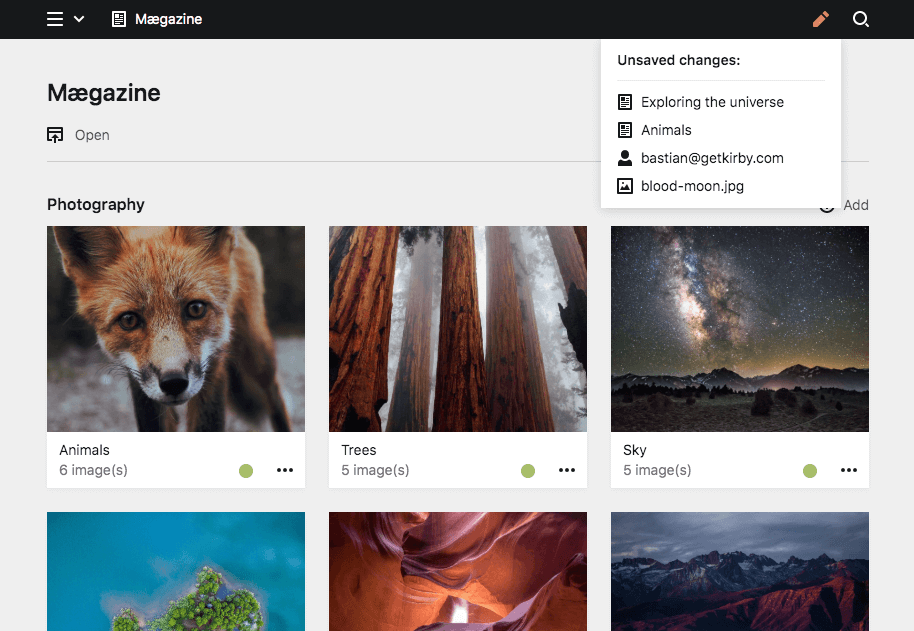 Mægazine
Unsaved changes:
Exploring the universe
Animals
bastian@getkirby.com
blood-moon.jpg
Mægazine
Open
Photography
Add
Animals
6 image(s)
Trees
5 image(s)
Sky
5 image(s)